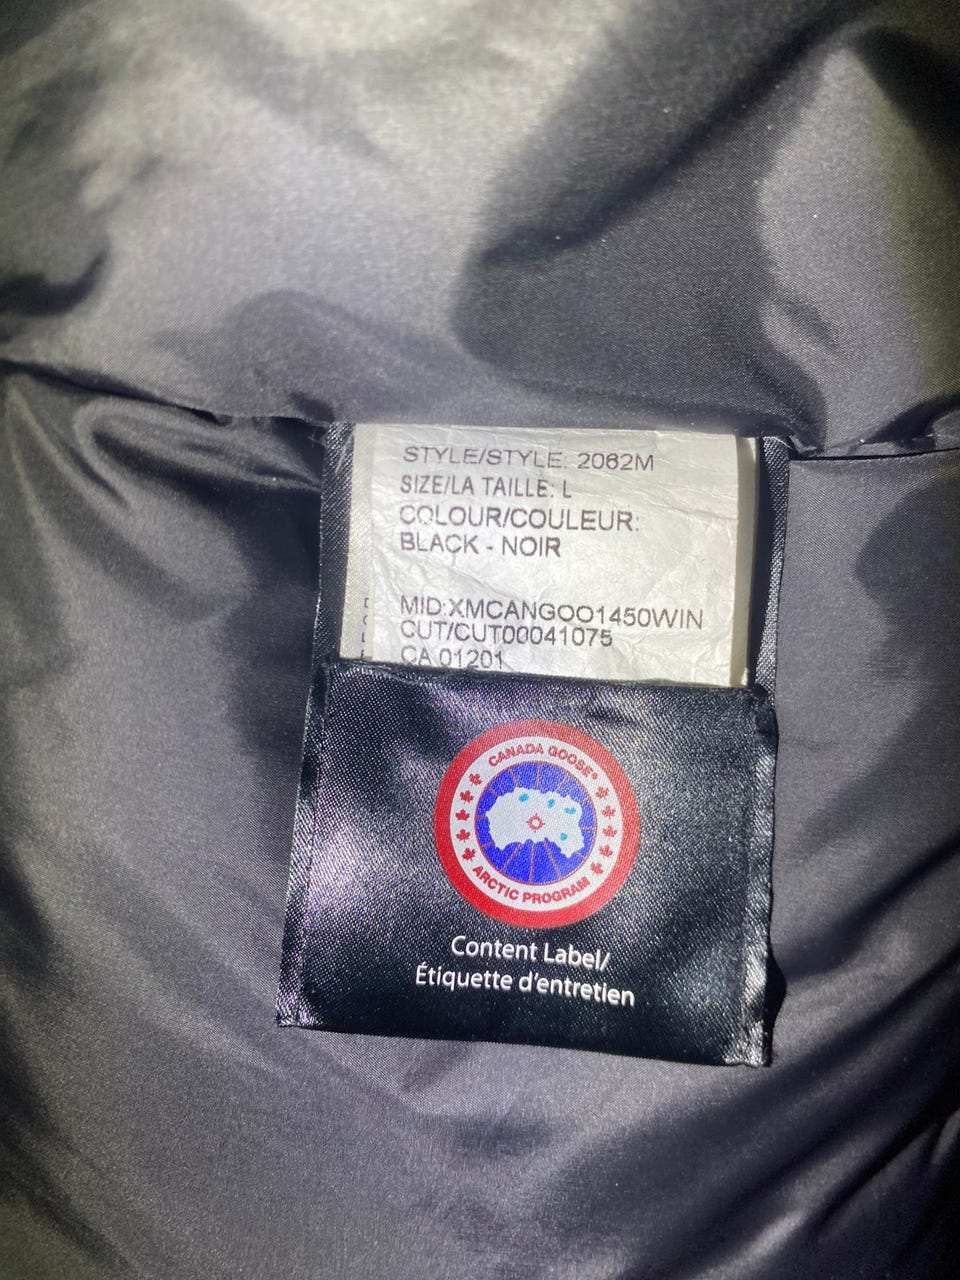 STYLE/STYLE: 2062M
SIZE/LA TAILLE: L
COLOUR/COULEUR:
BLACK - NOIR
MID:XMCANGOO1450WIN
CUT/CUT00041075
CA 01201
CANADA GOOSE®
ARCTIC PROGRAM
Content Label/
Étiquette d'entretien